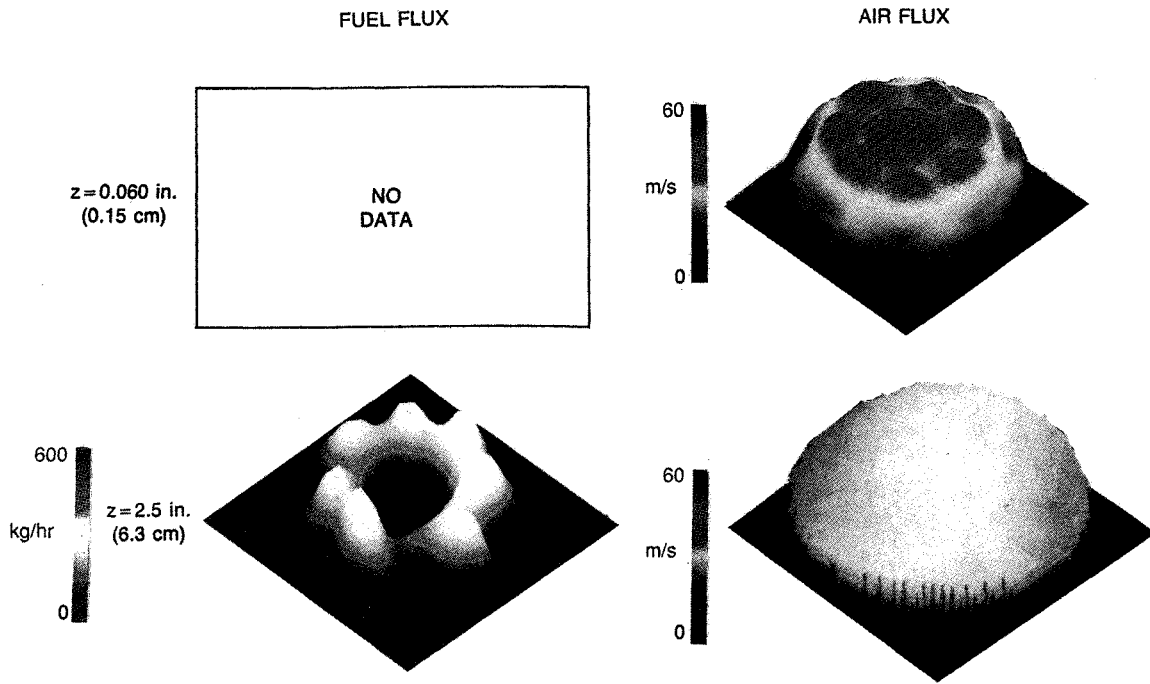 FUEL FLUX
AIR FLUX
z=0.060 in.
(0.15 cm)
NO
DATA
60
m/s
0
600
kg/hr
0
z=2.5 in.
(6.3 cm)
60
m/s
0